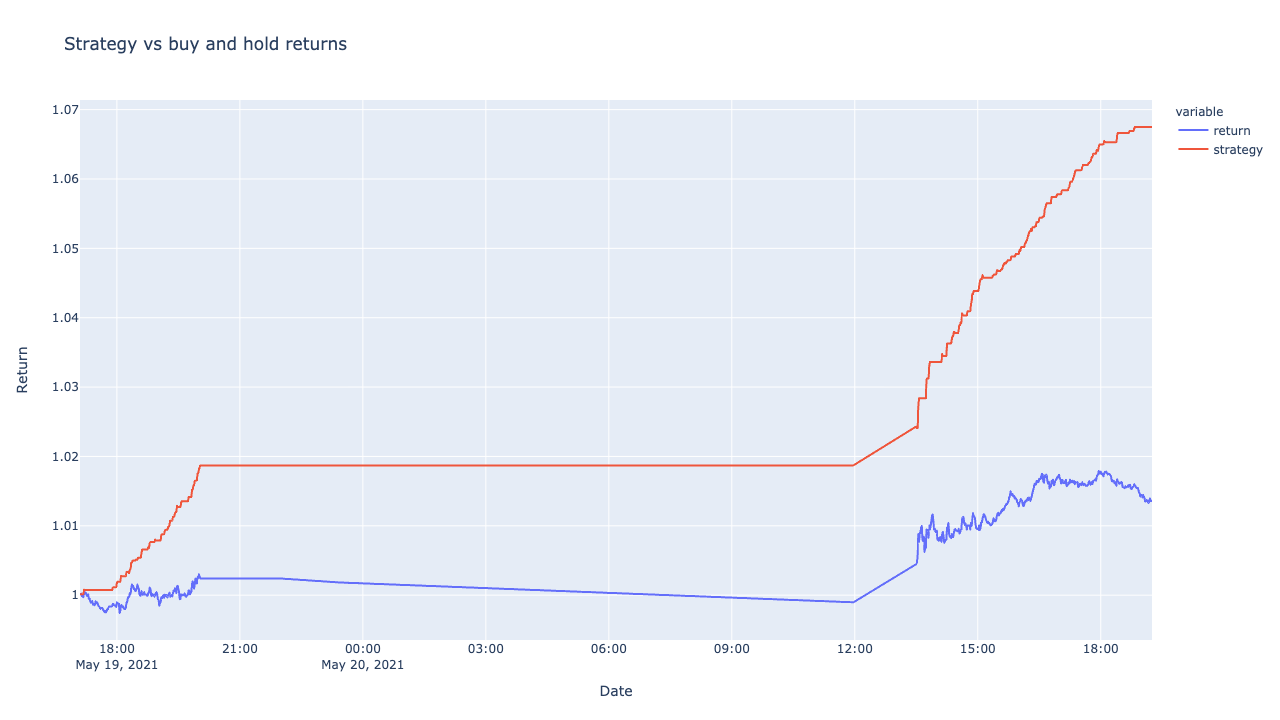 Strategy vs buy and hold returns
variable
return
strategy
Return
1.07
1.06
1.05
1.04
1.03
1.02
1.01
1
18:00
May 19, 2021
21:00
00:00
May 20, 2021
03:00
06:00
09:00
12:00
15:00
18:00
Date